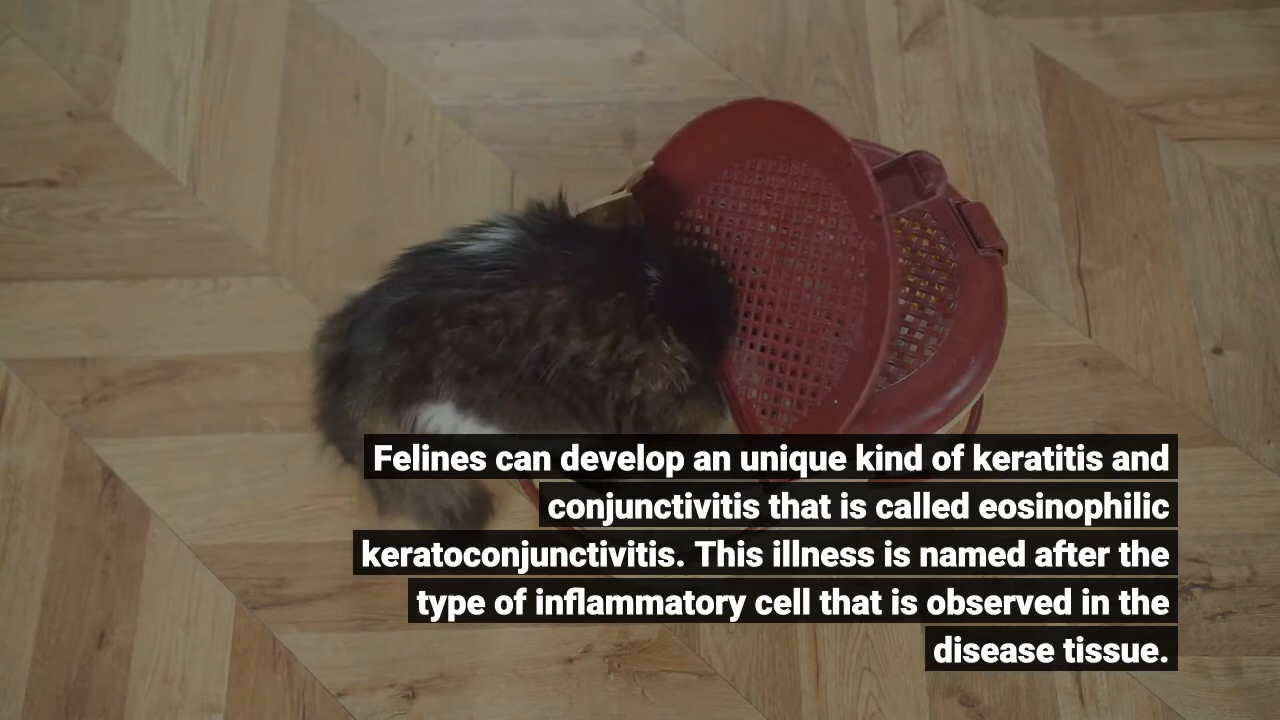 Felines can develop an unique kind of keratitis and
conjunctivitis that is called eosinophilic
keratoconjunctivitis. This illness is named after the
type of inflammatory cell that is observed in the
disease tissue.